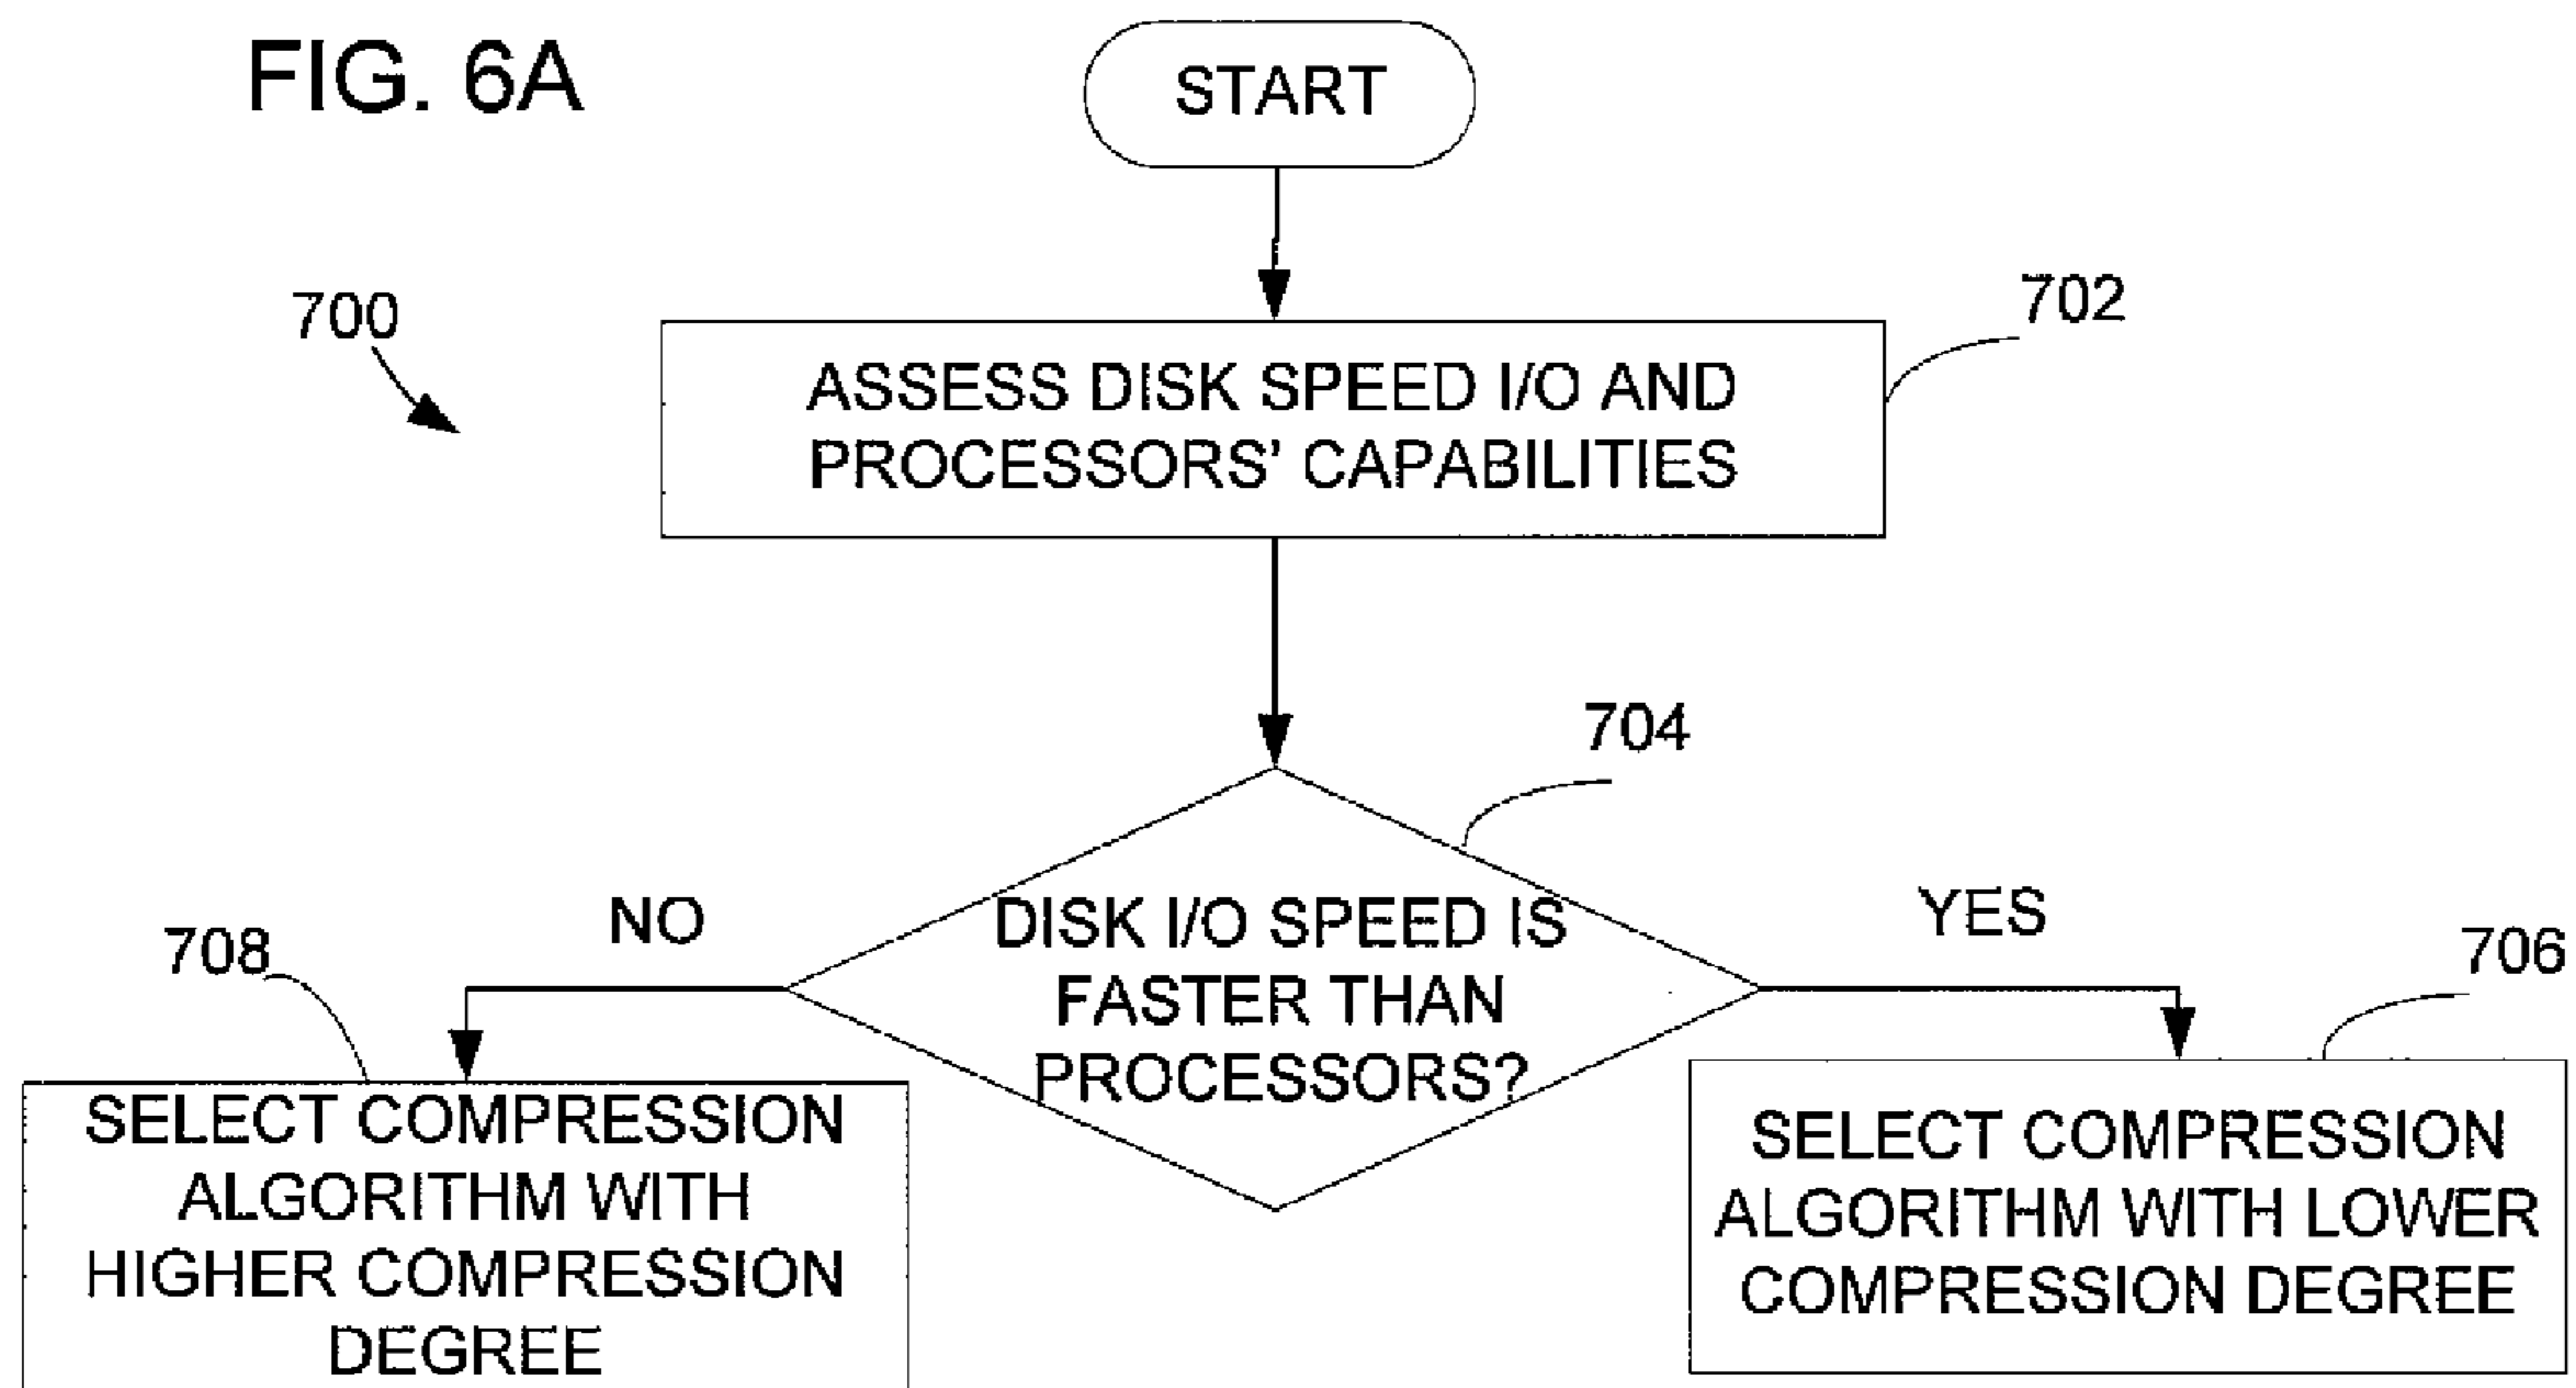 FIG. 6A
START
700
702
ASSESS DISK SPEED I/O AND
PROCESSORS' CAPABILITIES
704
DISK I/O SPEED IS
FASTER THAN
PROCESSORS?
NO
YES
708
706
SELECT COMPRESSION
ALGORITHM WITH
HIGHER COMPRESSION
DEGREE
SELECT COMPRESSION
ALGORITHM WITH LOWER
COMPRESSION DEGREE